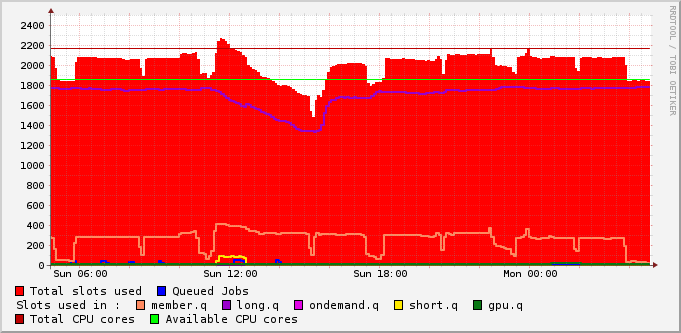 2400
2200
2000
1800
1600
1400
1200
1000
800
600
400
200
0
Sun 06:00 Sun 12:00 Sun 18:00 Mon 00:00
Total slots used Queued Jobs
Slots used in : member.q long.q ondemand.q short.q gpu.q
Total CPU cores Available CPU cores
RRDTOOL / TOBI OETIKER